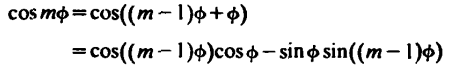 cos mϕ = cos((m − 1)ϕ + ϕ)
= cos((m − 1)ϕ) cos ϕ − sin ϕ sin((m − 1)ϕ)